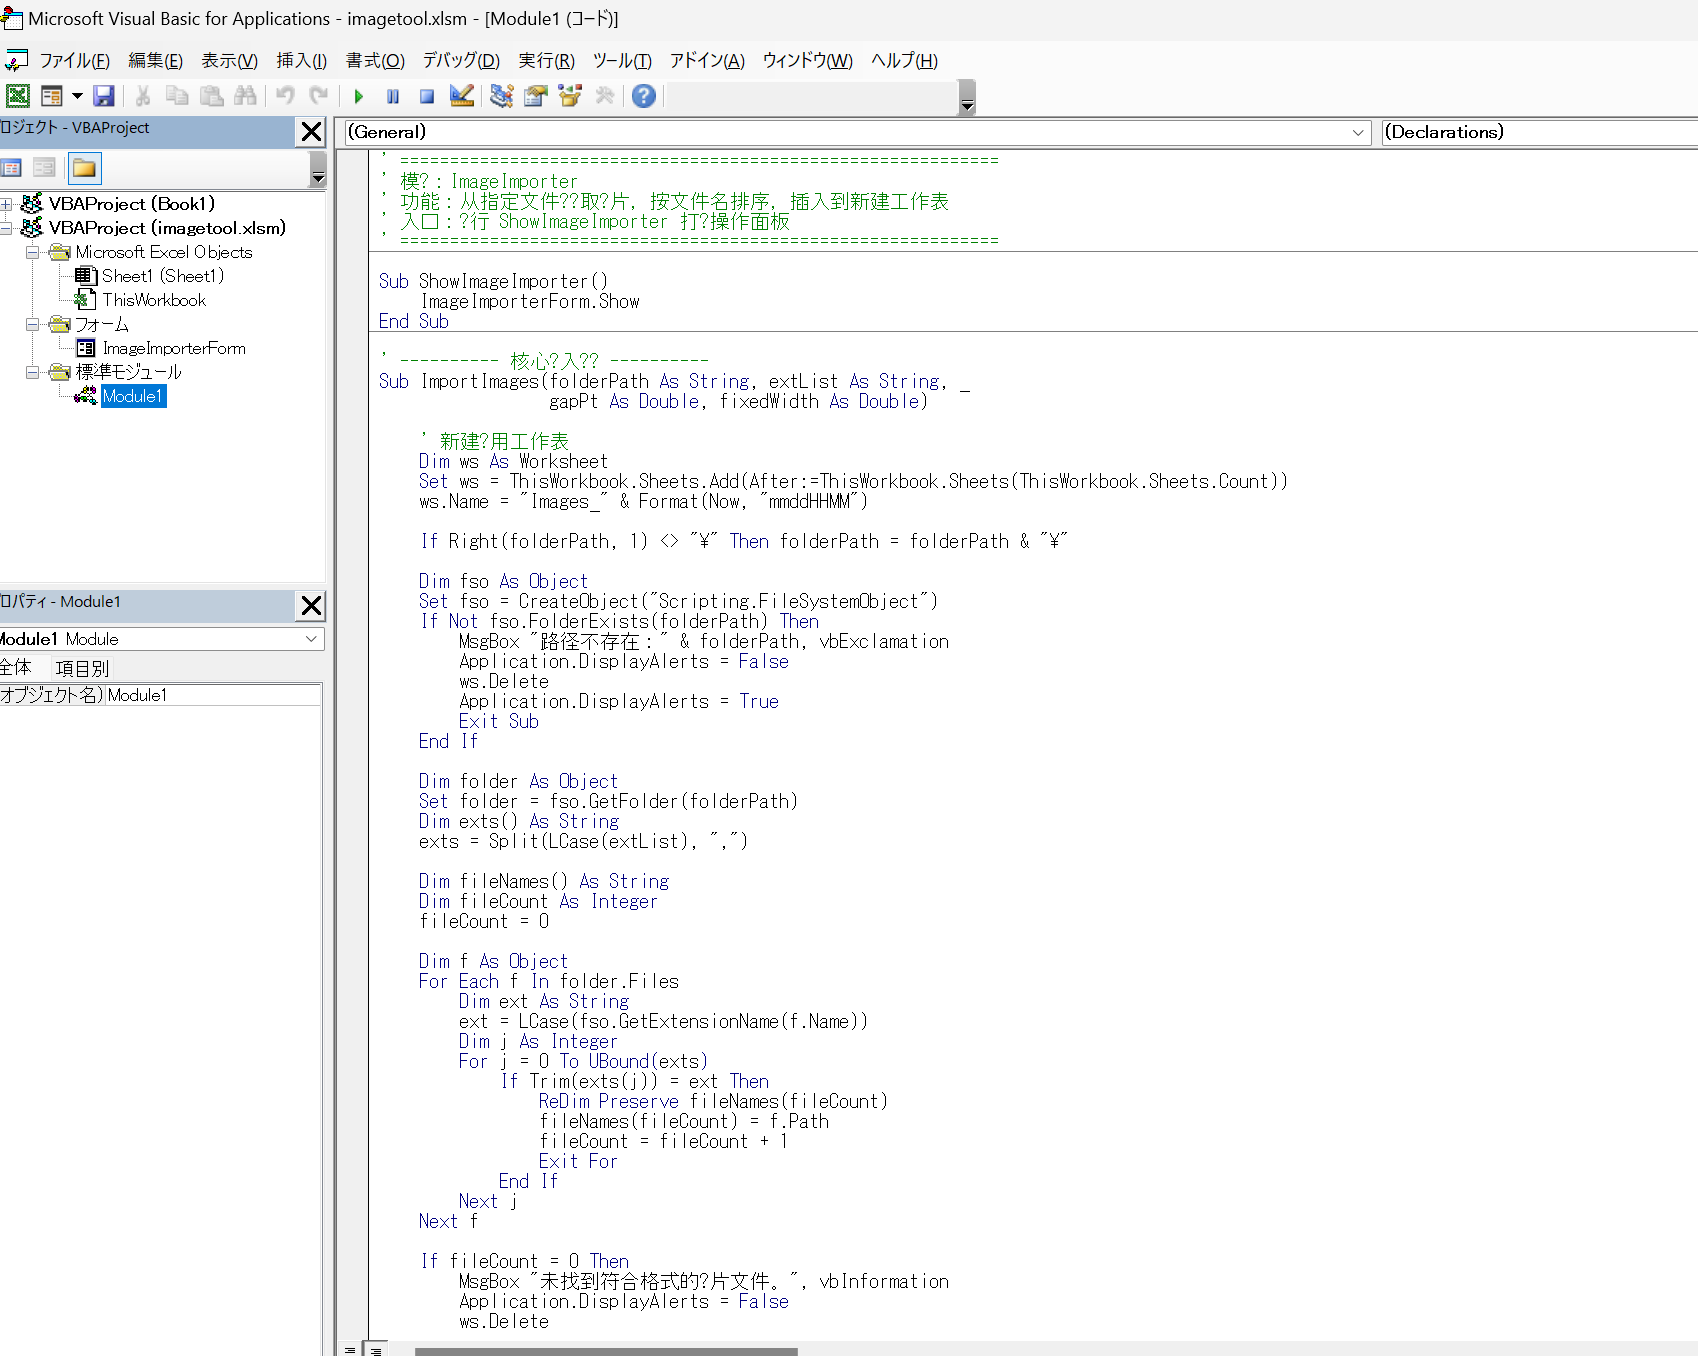 Microsoft Visual Basic for Applications - imagetool.xlsm - [Module1 (コード)]
ファイル(F) 編集(E) 表示(V) 挿入(I) 書式(O) デバッグ(D) 実行(R) ツール(T) アドイン(A) ウィンドウ(W) ヘルプ(H)
ロジェクト - VBAProject
VBAProject (Book1)
VBAProject (imagetool.xlsm)
Microsoft Excel Objects
Sheet1 (Sheet1)
ThisWorkbook
フォーム
ImageImporterForm
標準モジュール
Module1
ロパティ - Module1
Module1 Module
全体 項目別
オブジェクト名) Module1
(General) (Declarations)
' ============================================================
' 模?：ImageImporter
' 功能：从指定文件??取?片, 按文件名排序, 插入到新建工作表
' 入口：?行 ShowImageImporter 打?操作面板
' ============================================================
Sub ShowImageImporter()
ImageImporterForm.Show
End Sub
' ---------- 核心?入?? ----------
Sub ImportImages(folderPath As String, extList As String, _
gapPt As Double, fixedWidth As Double)
' 新建?用工作表
Dim ws As Worksheet
Set ws = ThisWorkbook.Sheets.Add(After:=ThisWorkbook.Sheets(ThisWorkbook.Sheets.Count))
ws.Name = "Images_" & Format(Now, "mmddHHMM")
If Right(folderPath, 1) <> "¥" Then folderPath = folderPath & "¥"
Dim fso As Object
Set fso = CreateObject("Scripting.FileSystemObject")
If Not fso.FolderExists(folderPath) Then
MsgBox "路径不存在：" & folderPath, vbExclamation
Application.DisplayAlerts = False
ws.Delete
Application.DisplayAlerts = True
Exit Sub
End If
Dim folder As Object
Set folder = fso.GetFolder(folderPath)
Dim exts() As String
exts = Split(LCase(extList), ",")
Dim fileNames() As String
Dim fileCount As Integer
fileCount = 0
Dim f As Object
For Each f In folder.Files
Dim ext As String
ext = LCase(fso.GetExtensionName(f.Name))
Dim j As Integer
For j = 0 To UBound(exts)
If Trim(exts(j)) = ext Then
ReDim Preserve fileNames(fileCount)
fileNames(fileCount) = f.Path
fileCount = fileCount + 1
Exit For
End If
Next j
Next f
If fileCount = 0 Then
MsgBox "未找到符合格式的?片文件。", vbInformation
Application.DisplayAlerts = False
ws.Delete